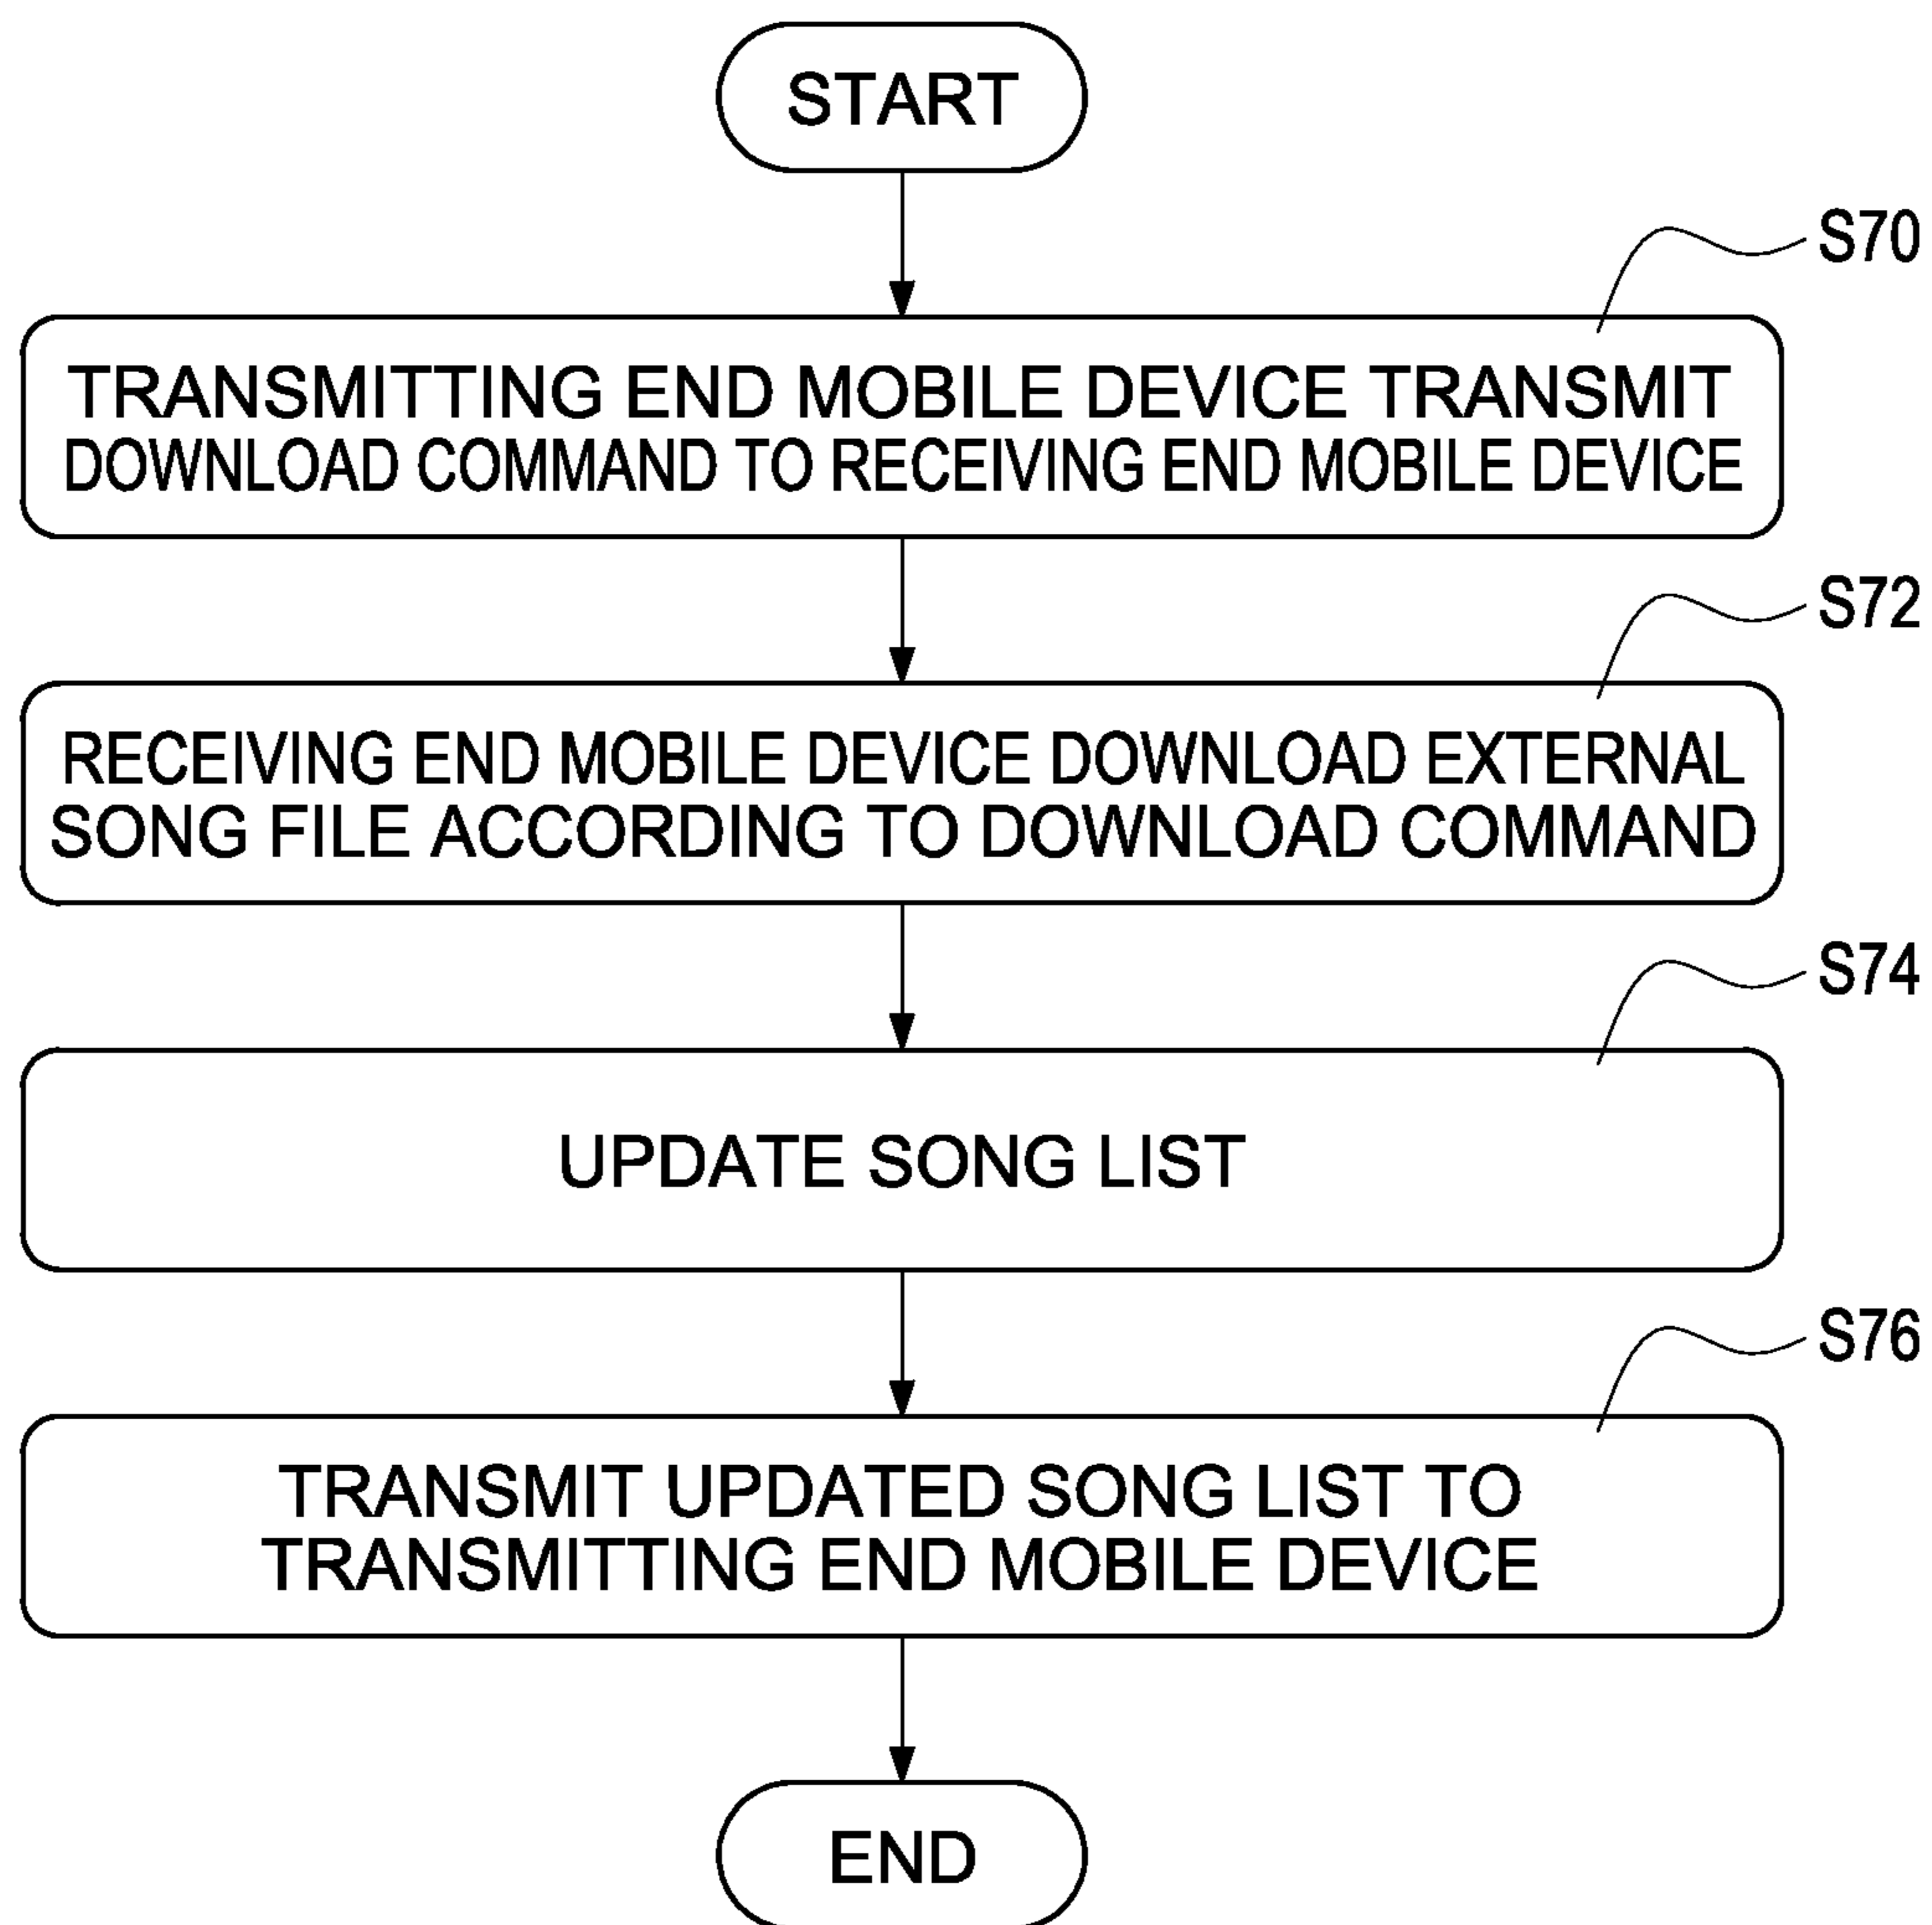 START
S70
TRANSMITTING END MOBILE DEVICE TRANSMIT
DOWNLOAD COMMAND TO RECEIVING END MOBILE DEVICE
S72
RECEIVING END MOBILE DEVICE DOWNLOAD EXTERNAL
SONG FILE ACCORDING TO DOWNLOAD COMMAND
S74
UPDATE SONG LIST
S76
TRANSMIT UPDATED SONG LIST TO
TRANSMITTING END MOBILE DEVICE
END